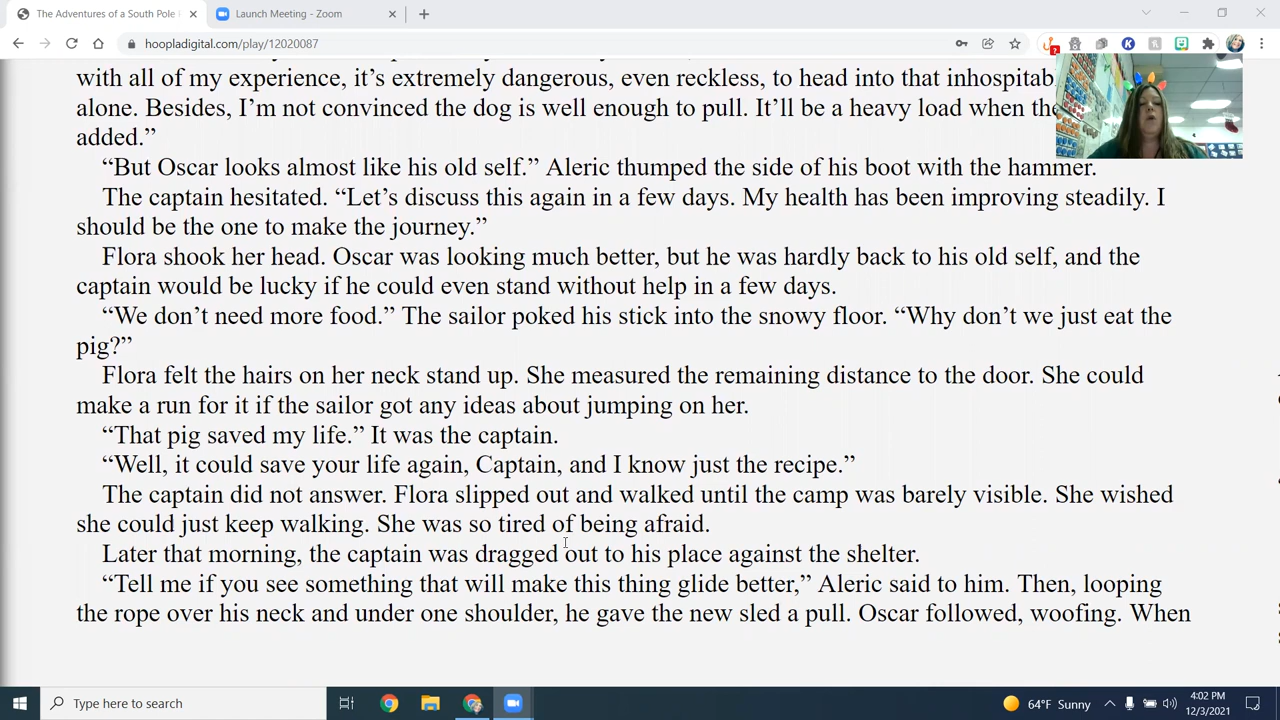 The Adventures of a South Pole
Launch Meeting - Zoom
hoopladigital.com/play/12020087
with all of my experience, it’s extremely dangerous, even reckless, to head into that
alone. Besides, I’m not convinced the dog is well enough to pull. It’ll be a heavy load when
added.”
“But Oscar looks almost like his old self.” Aleric thumped the side of his boot with the hammer.
The captain hesitated. “Let’s discuss this again in a few days. My health has been improving steadily. I
should be the one to make the journey.”
Flora shook her head. Oscar was looking much better, but he was hardly back to his old self, and the
captain would be lucky if he could even stand without help in a few days.
“We don’t need more food.” The sailor poked his stick into the snowy floor. “Why don’t we just eat the
pig?”
Flora felt the hairs on her neck stand up. She measured the remaining distance to the door. She could
make a run for it if the sailor got any ideas about jumping on her.
“That pig saved my life.” It was the captain.
“Well, it could save your life again, Captain, and I know just the recipe.”
The captain did not answer. Flora slipped out and walked until the camp was barely visible. She wished
she could just keep walking. She was so tired of being afraid.
Later that morning, the captain was dragged out to his place against the shelter.
“Tell me if you see something that will make this thing glide better,” Aleric said to him. Then, looping
the rope over his neck and under one shoulder, he gave the new sled a pull. Oscar followed, woofing. When
Type here to search
64°F Sunny
4:02 PM
12/3/2021